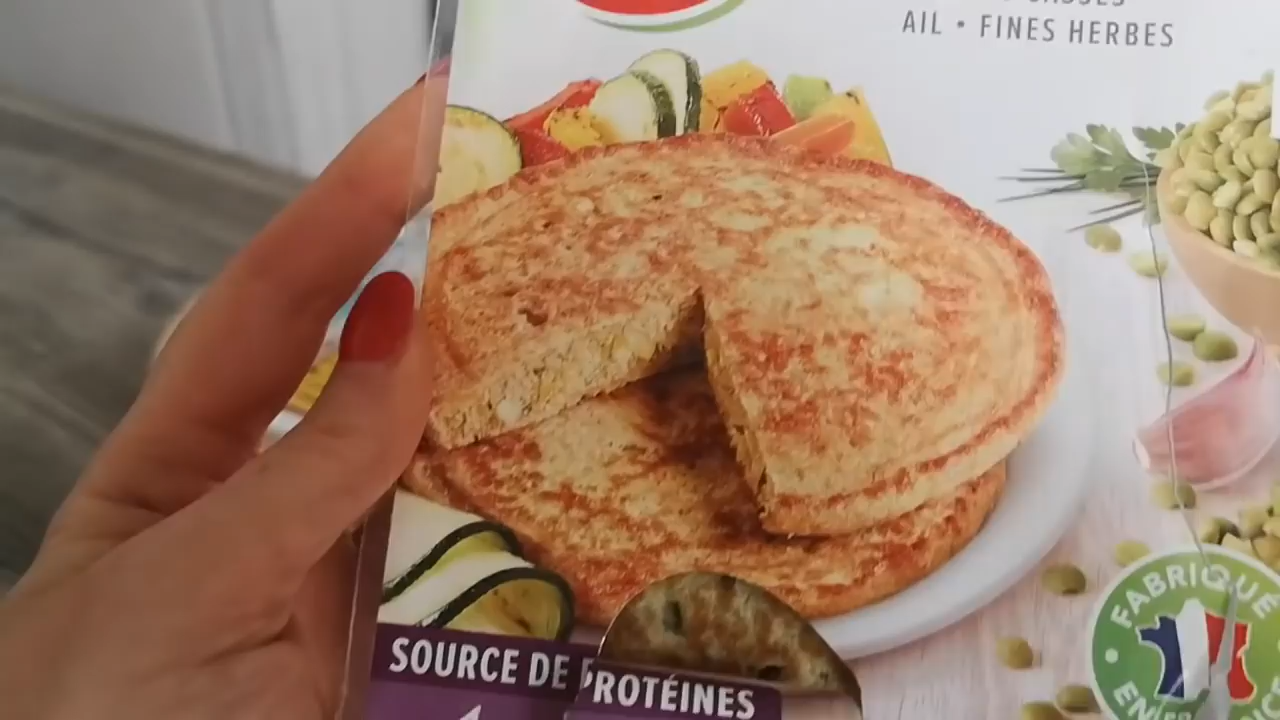 AIL • FINES HERBES
SOURCE DE PROTÉINES
FABRIQUÉ
EN